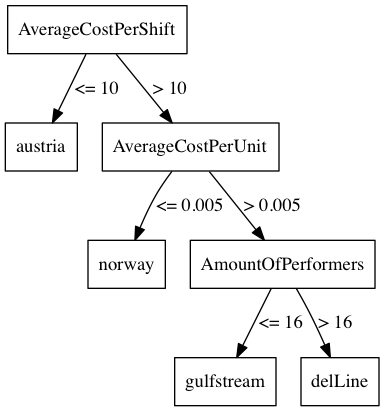 AverageCostPerShift
<= 10
> 10
austria
AverageCostPerUnit
<= 0.005
> 0.005
norway
AmountOfPerformers
<= 16
> 16
gulfstream
delLine